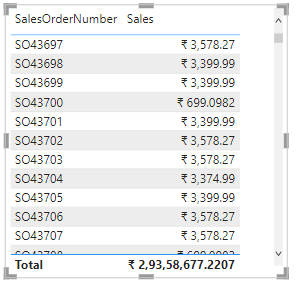 SalesOrderNumber Sales
SO43697 ₹ 3,578.27
SO43698 ₹ 3,399.99
SO43699 ₹ 3,399.99
SO43700 ₹ 699.0982
SO43701 ₹ 3,399.99
SO43702 ₹ 3,578.27
SO43703 ₹ 3,578.27
SO43704 ₹ 3,374.99
SO43705 ₹ 3,399.99
SO43706 ₹ 3,578.27
SO43707 ₹ 3,578.27
Total ₹ 2,93,58,677.2207